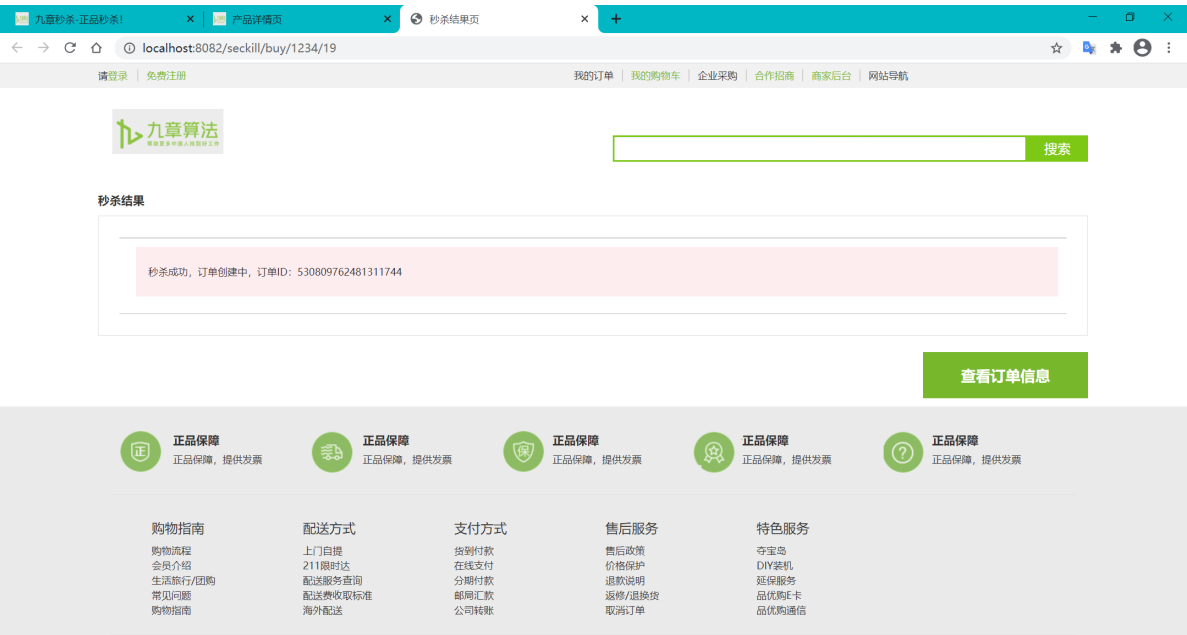 九章秒杀-正品秒杀!
产品详情页
秒杀结果页
localhost:8082/seckill/buy/1234/19
请登录 免费注册 我的订单 我的购物车 企业采购 合作招商 商家后台 网站导航
九章算法
搜索
秒杀结果
秒杀成功，订单创建中，订单ID：530809762481311744
查看订单信息
正 正品保障 正品保障 保 正品保障 正品保障 ? 正品保障
正品保障，提供发票 正品保障，提供发票 正品保障，提供发票 正品保障，提供发票 正品保障，提供发票
购物指南 配送方式 支付方式 售后服务 特色服务
购物流程 上门自提 货到付款 售后政策 夺宝岛
会员介绍 211限时达 在线支付 价格保护 DIY装机
生活旅行/团购 配送服务查询 分期付款 退款说明 延保服务
常见问题 配送费收取标准 邮局汇款 返修/退换货 品优购E卡
购物指南 海外配送 公司转账 取消订单 品优购通信